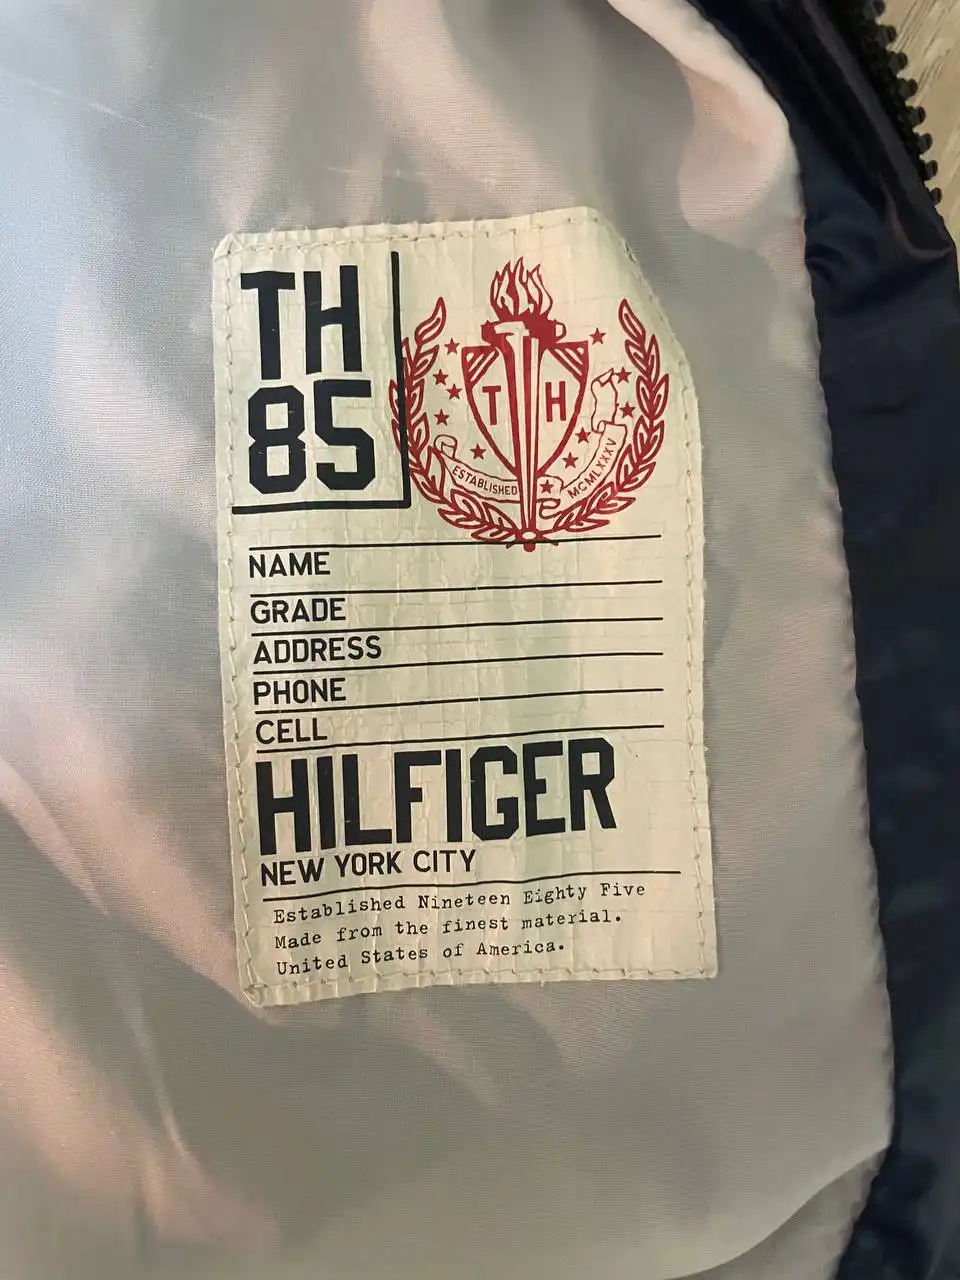 TH
85
T H
ESTABLISHED MCMLXXXV
NAME
GRADE
ADDRESS
PHONE
CELL
HILFIGER
NEW YORK CITY
Established Nineteen Eighty Five
Made from the finest material.
United States of America.